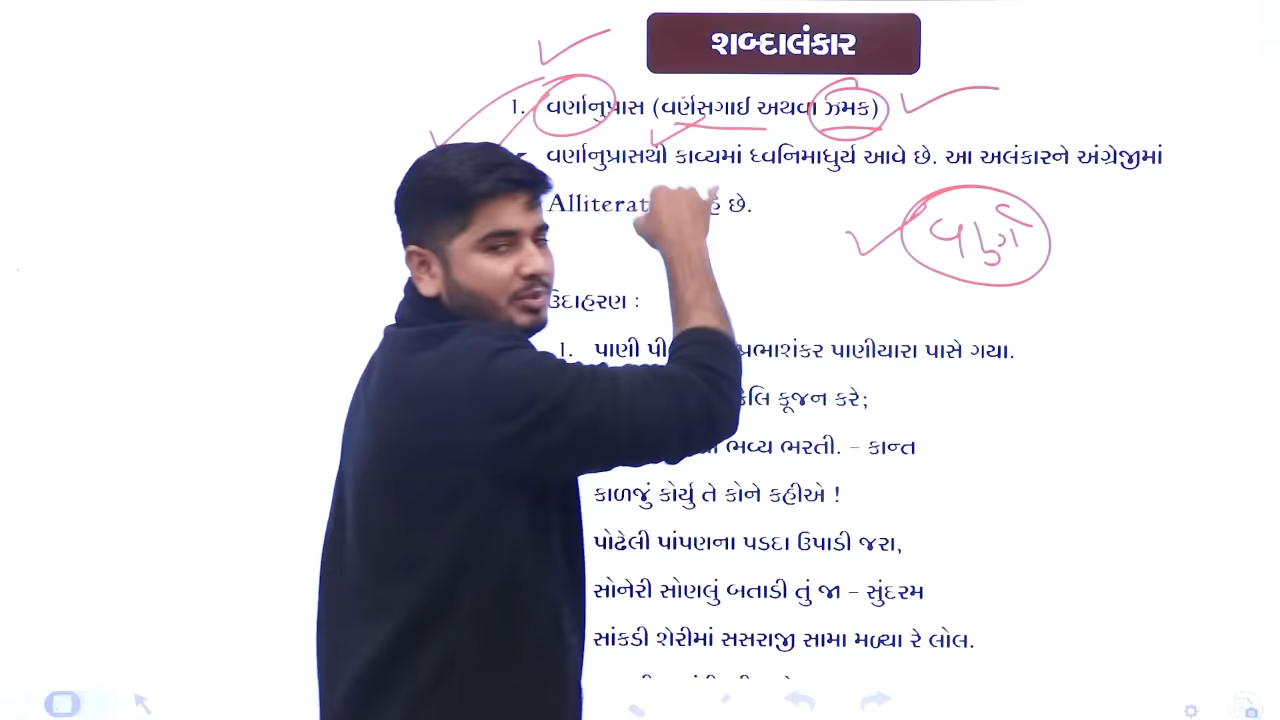 શબ્દાલંકાર
1. વર્ણાનુપ્રાસ (વર્ણસગાઈ અથવા ઝમક)
વર્ણાનુપ્રાસથી કાવ્યમાં ધ્વનિમાધુર્ય આવે છે. આ અલંકારને અંગ્રેજીમાં
છે.
વર્ણ
ઉદાહરણ :
1. પાણી પ્રભાશંકર પાણીયારા પાસે ગયા.
કૂજન કરે;
ભવ્ય ભરતી. – કાન્ત
કાળજું કોર્યુ તે કોને કહીએ !
પોઢેલી પાંપણના પડદા ઉપાડી જરા,
સોનેરી સોણલું બતાડી તું જા – સુંદરમ
સાંકડી શેરીમાં સસરાજી સામા મળ્યા રે લોલ.